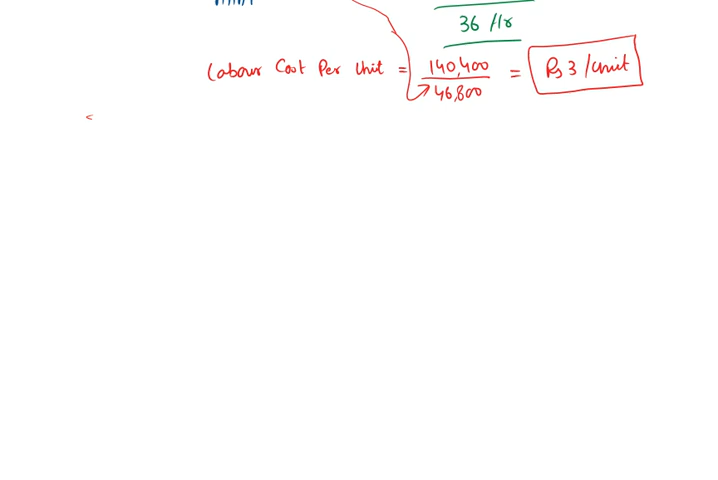 36 /Hr
Labour Cost Per Unit = 140,400 / 46,800 = Rs 3 /unit